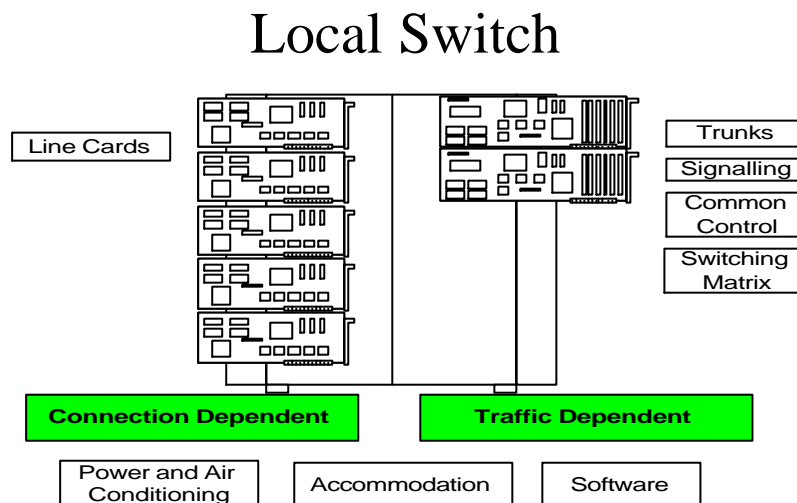 Local Switch
Line Cards
Trunks
Signalling
Common
Control
Switching
Matrix
Connection Dependent
Traffic Dependent
Power and Air
Conditioning
Accommodation
Software